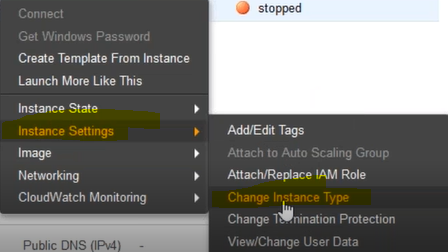 stopped
Connect
Get Windows Password
Create Template From Instance
Launch More Like This
Instance State
Instance Settings
Image
Networking
CloudWatch Monitoring
Add/Edit Tags
Attach to Auto Scaling Group
Attach/Replace IAM Role
Change Instance Type
Change Termination Protection
View/Change User Data
Public DNS (IPv4) -